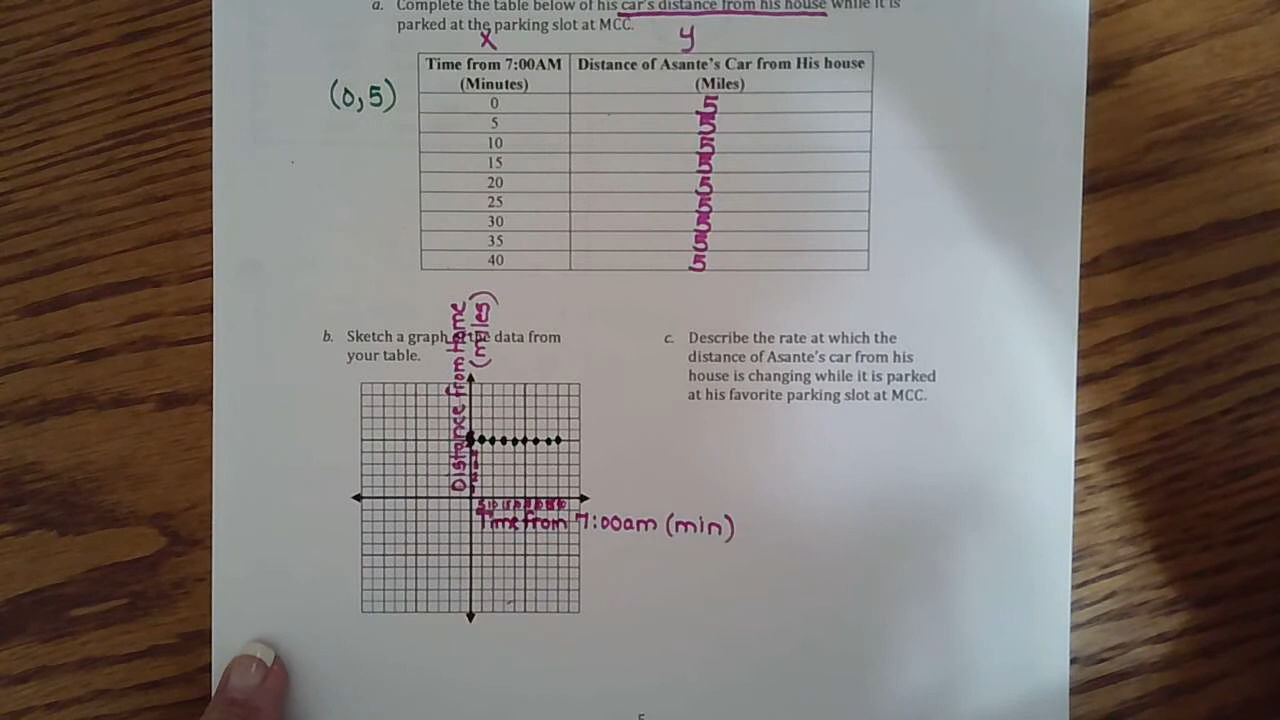 a. Complete the table below of his car's distance from his house while it is
parked at the parking slot at MCC.
x y
Time from 7:00AM (Minutes) Distance of Asante's Car from His house (Miles)
(0,5)
0 5
5 5
10 5
15 5
20 5
25 5
30 5
35 5
40 5
b. Sketch a graph of the data from
your table.
Distance from Home
(miles)
5 10 15
Time from 7:00am (min)
c. Describe the rate at which the
distance of Asante's car from his
house is changing while it is parked
at his favorite parking slot at MCC.